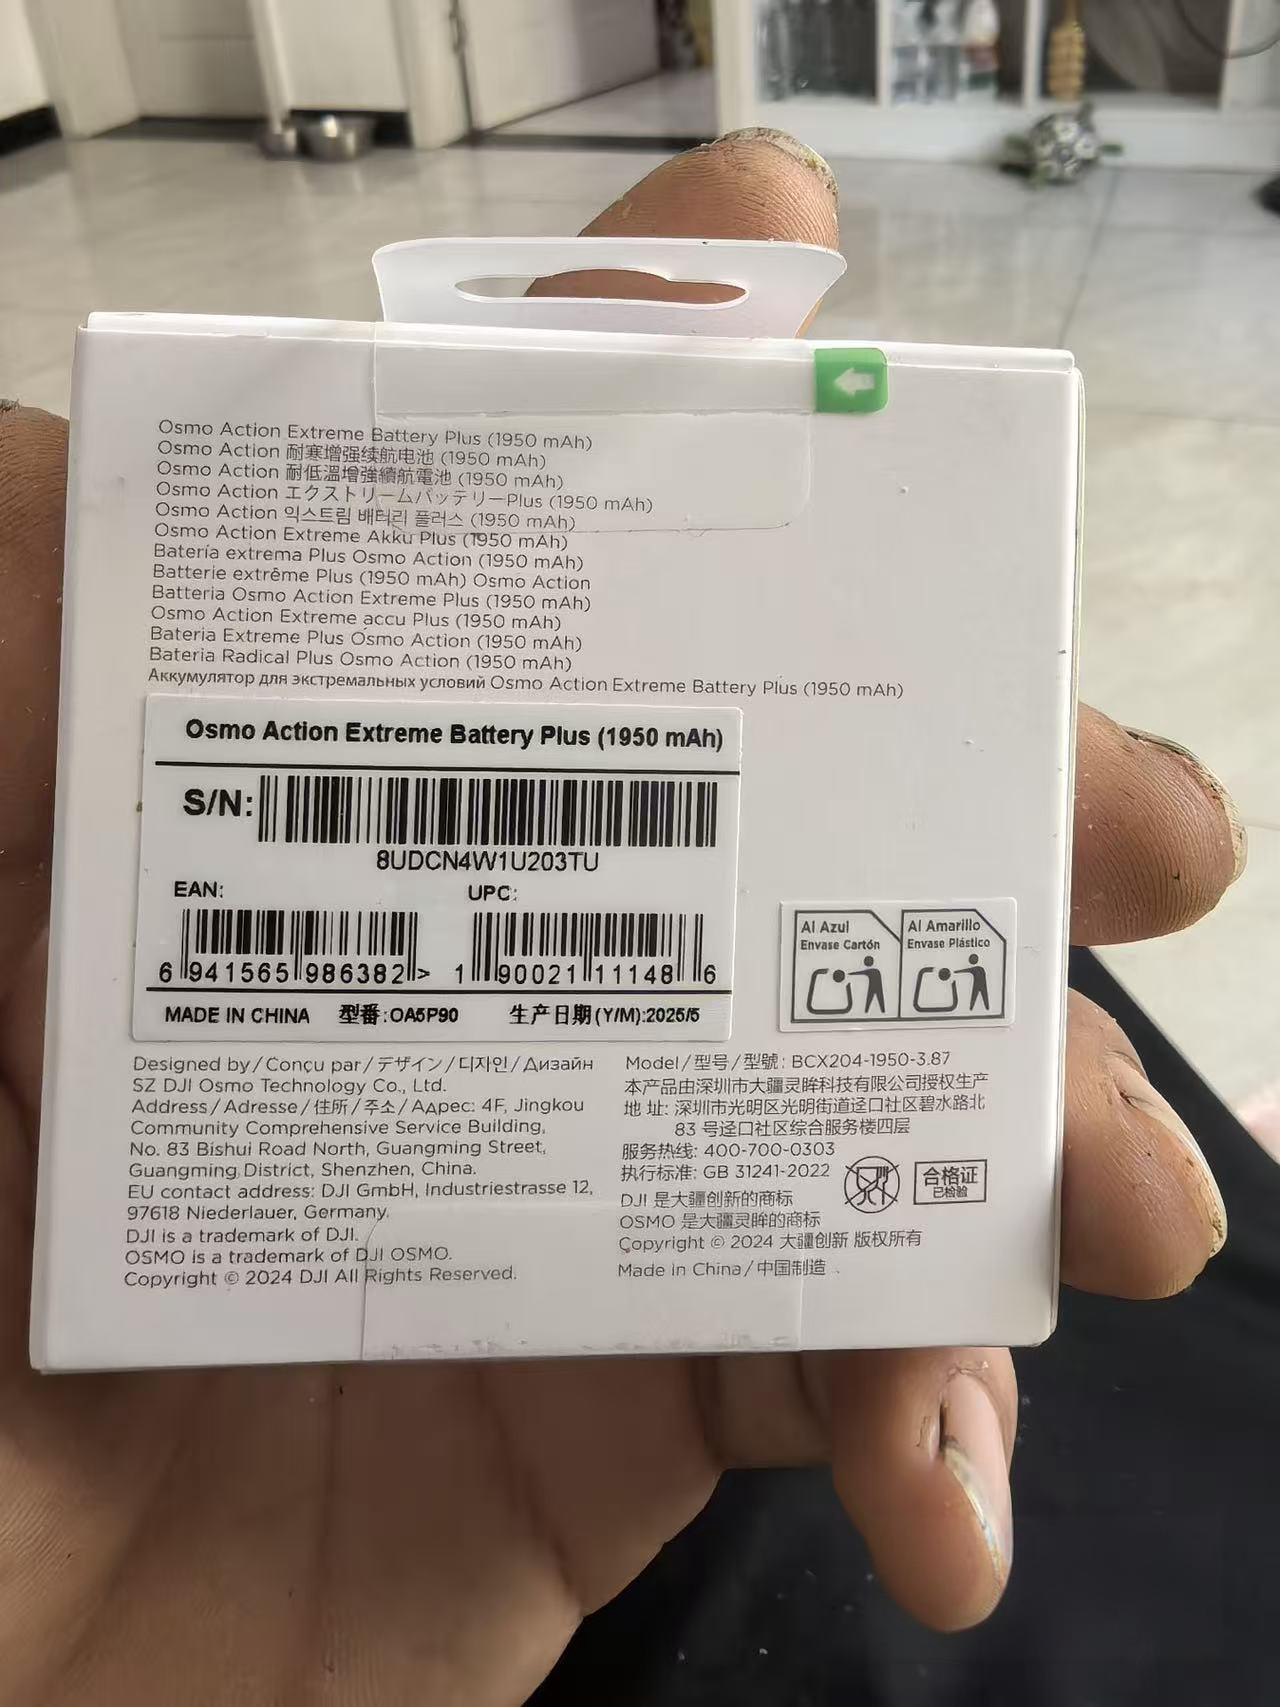 Osmo Action Extreme Battery Plus (1950 mAh)
Osmo Action 耐寒增强续航电池 (1950 mAh)
Osmo Action 耐低溫增強續航電池 (1950 mAh)
Osmo Action エクストリームバッテリーPlus (1950 mAh)
Osmo Action 익스트림 배터리 플러스 (1950 mAh)
Osmo Action Extreme Akku Plus (1950 mAh)
Batería extrema Plus Osmo Action (1950 mAh)
Batterie extrême Plus (1950 mAh) Osmo Action
Batteria Osmo Action Extreme Plus (1950 mAh)
Osmo Action Extreme accu Plus (1950 mAh)
Bateria Extreme Plus Osmo Action (1950 mAh)
Bateria Radical Plus Osmo Action (1950 mAh)
Аккумулятор для экстремальных условий Osmo Action Extreme Battery Plus (1950 mAh)
Osmo Action Extreme Battery Plus (1950 mAh)
S/N:
8UDCN4W1U203TU
EAN:
6 941565 986382 >
UPC:
1 90021 11148 6
MADE IN CHINA 型番:OA5P90 生产日期(Y/M):2025/5
Al Azul
Envase Cartón
Al Amarillo
Envase Plástico
Designed by/Conçu par/デザイン/디자인/Дизайн
SZ DJI Osmo Technology Co., Ltd.
Address/Adresse/住所/주소/Адрес: 4F, Jingkou
Community Comprehensive Service Building,
No. 83 Bishui Road North, Guangming Street,
Guangming District, Shenzhen, China.
EU contact address: DJI GmbH, Industriestrasse 12,
97618 Niederlauer, Germany.
DJI is a trademark of DJI.
OSMO is a trademark of DJI OSMO.
Copyright © 2024 DJI All Rights Reserved.
Model/型号/型號: BCX204-1950-3.87
本产品由深圳市大疆灵眸科技有限公司授权生产
地 址: 深圳市光明区光明街道迳口社区碧水路北
83 号迳口社区综合服务楼四层
服务热线: 400-700-0303
执行标准: GB 31241-2022
DJI 是大疆创新的商标
OSMO 是大疆灵眸的商标
Copyright © 2024 大疆创新 版权所有
Made in China/中国制造
合格证
已检验